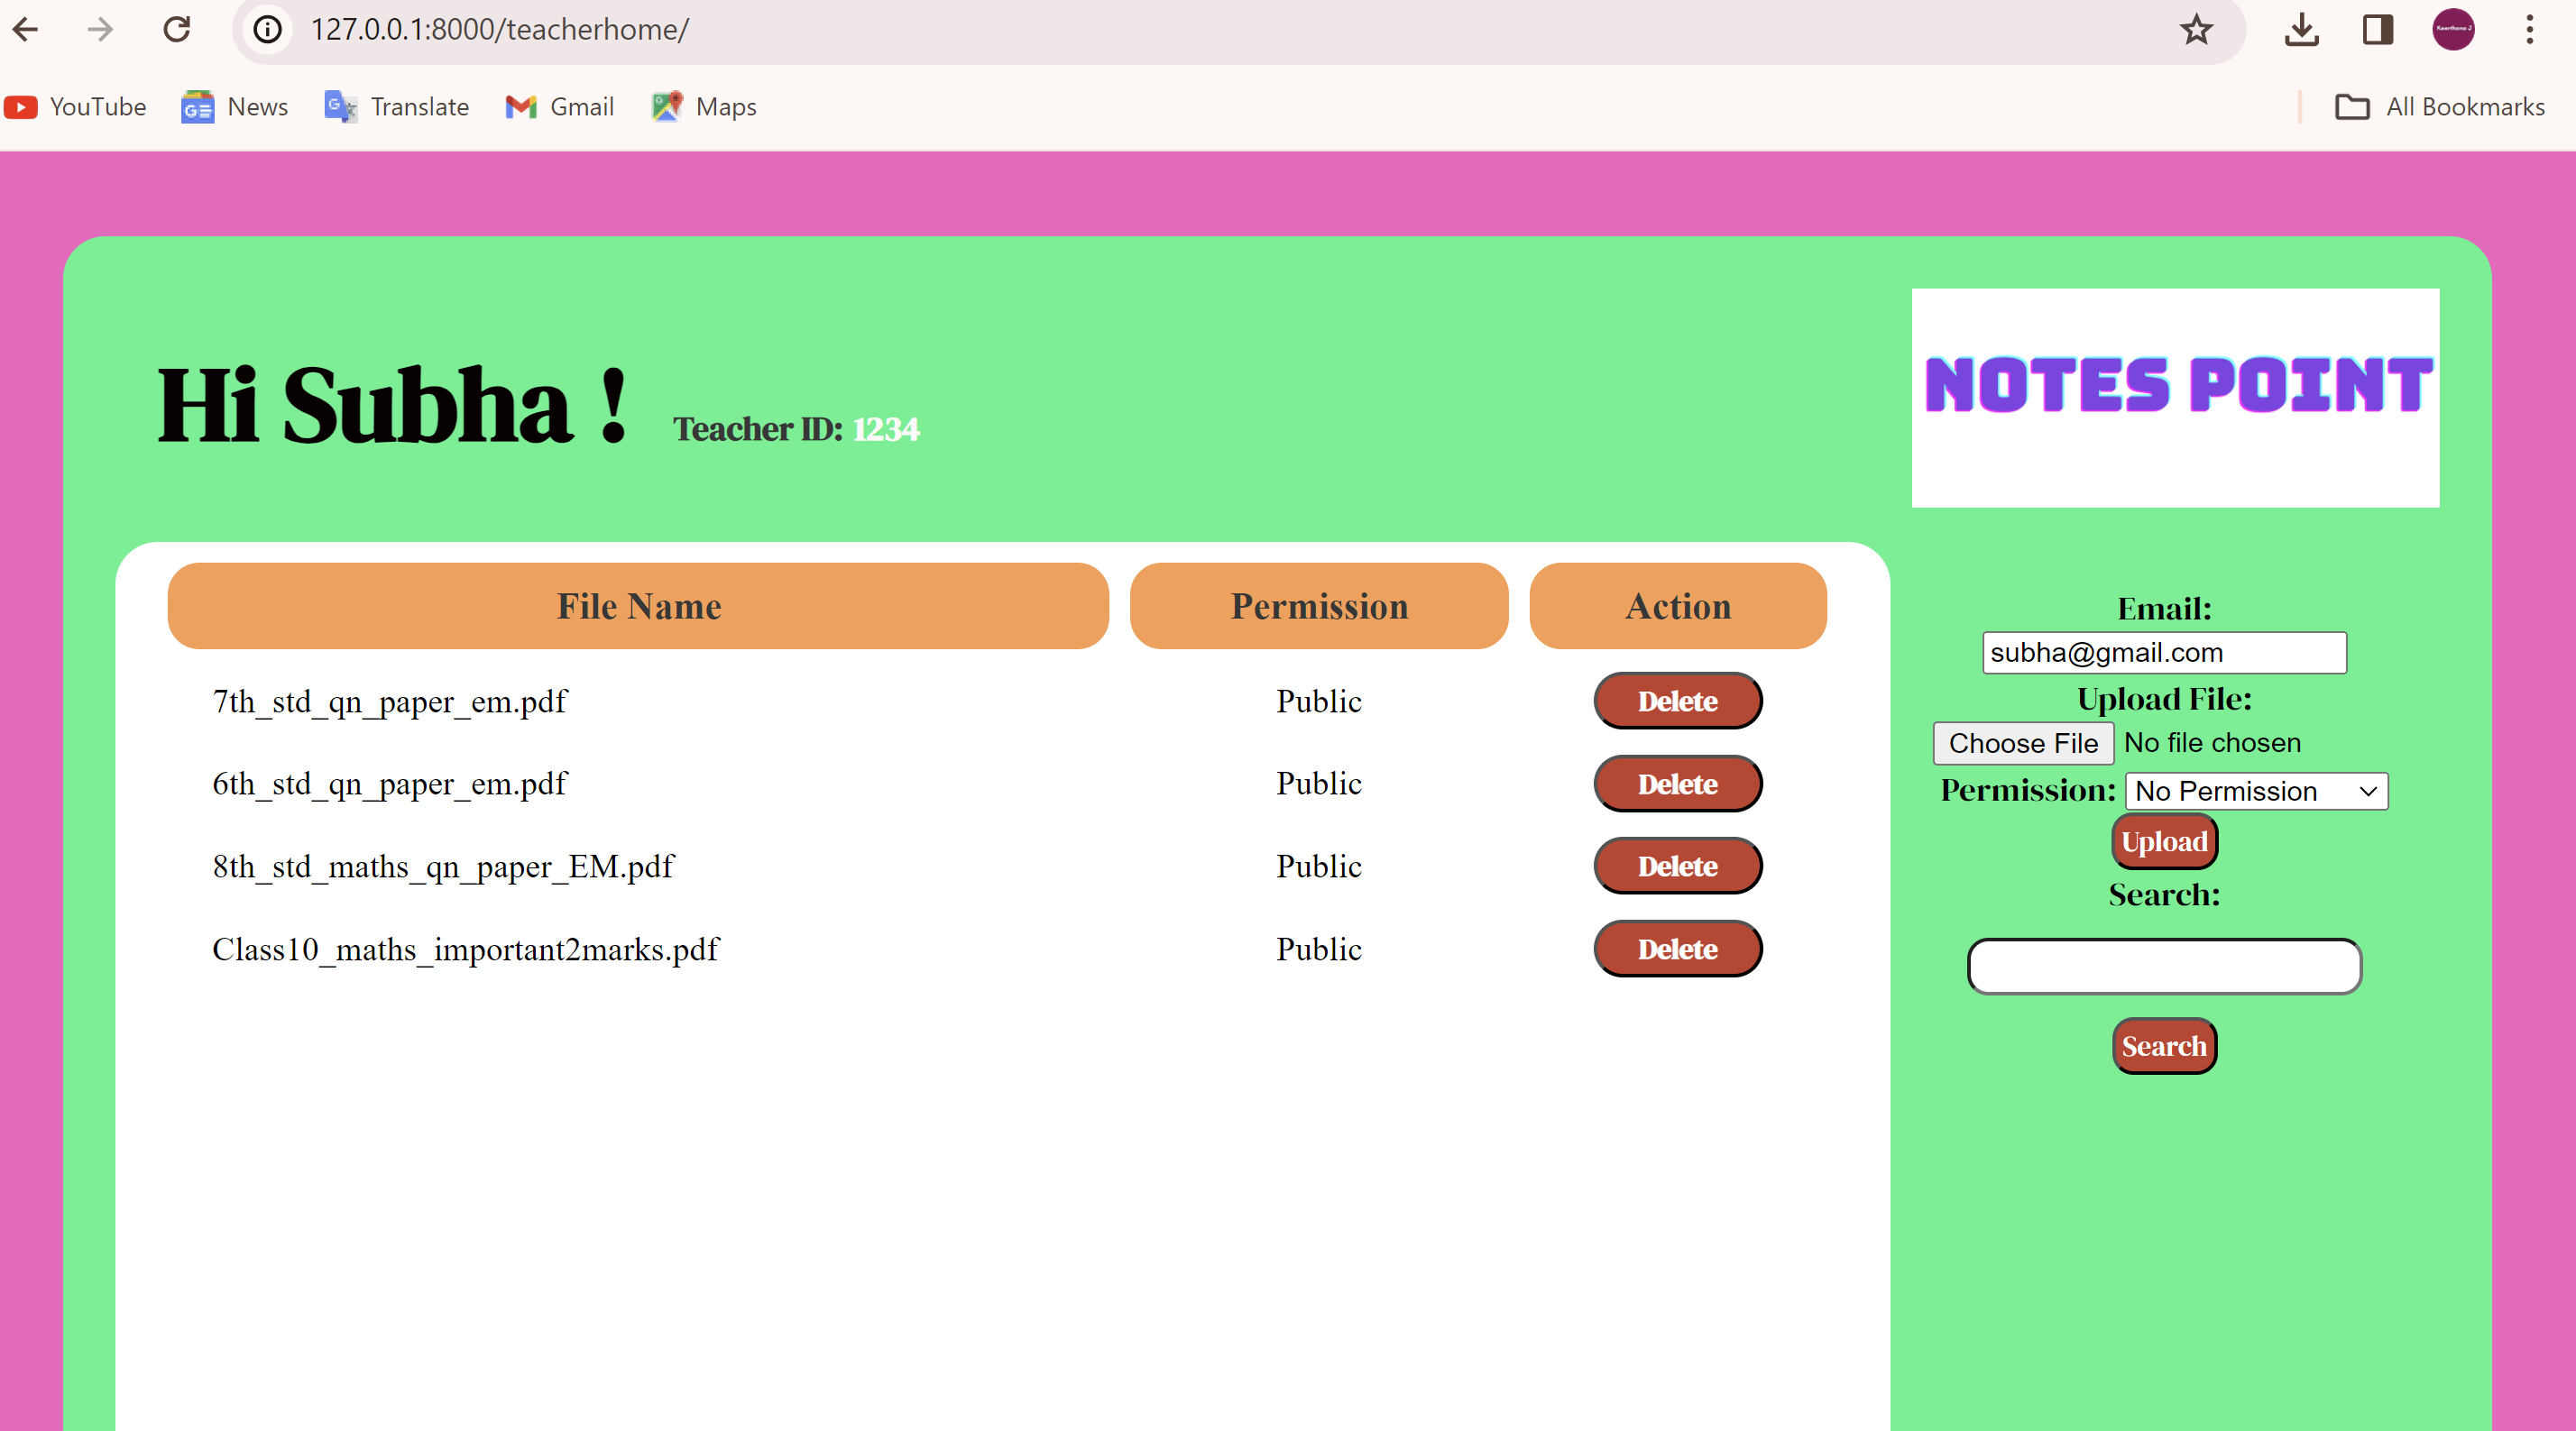 127.0.0.1:8000/teacherhome/
YouTube News Translate Gmail Maps All Bookmarks
NOTES POINT
Hi Subha ! Teacher ID: 1234
File Name Permission Action
7th_std_qn_paper_em.pdf Public Delete
6th_std_qn_paper_em.pdf Public Delete
8th_std_maths_qn_paper_EM.pdf Public Delete
Class10_maths_important2marks.pdf Public Delete
Email:
subha@gmail.com
Upload File:
Choose File No file chosen
Permission: No Permission
Upload
Search:
Search